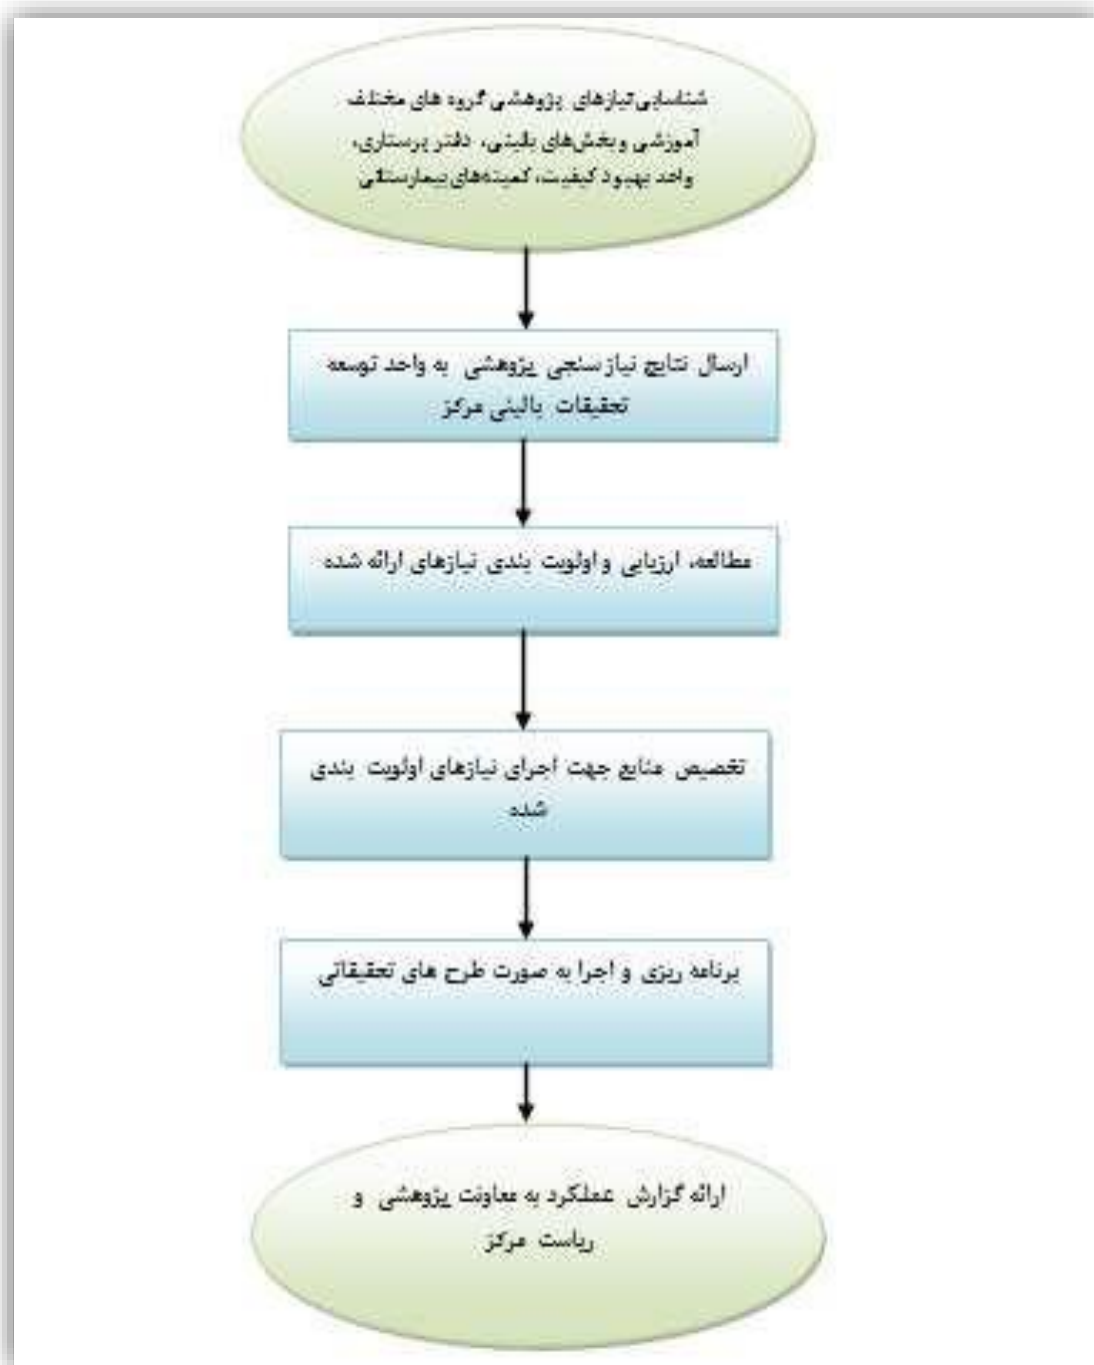 شناسایی نیازهای پژوهشی گروه های مختلف
آموزشی و بخش‌های بالینی، دفتر پرستاری،
واحد بهبود کیفیت، کمیته‌های بیمارستانی
ارسال نتایج نیاز سنجی پژوهشی به واحد توسعه
تحقیقات بالینی مرکز
مطالعه، ارزیابی و اولویت بندی نیازهای ارائه شده
تخصیص منابع جهت اجرای نیازهای اولویت بندی
شده
برنامه ریزی و اجرا به صورت طرح های تحقیقاتی
ارائه گزارش عملکرد به معاونت پژوهشی و
ریاست مرکز